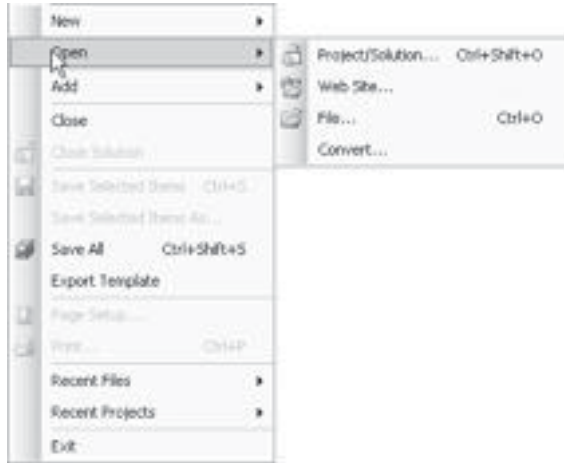 New
Open
Add
Close
Close Solution
Save Selected Items Ctrl+S
Save Selected Items As...
Save All Ctrl+Shift+S
Export Template
Page Setup...
Print... Ctrl+P
Recent Files
Recent Projects
Exit
Project/Solution... Ctrl+Shift+O
Web Site...
File... Ctrl+O
Convert...